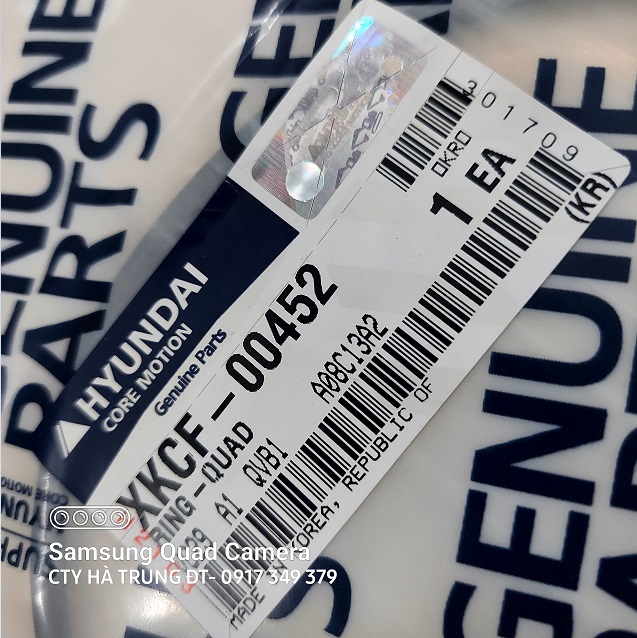 GENUINE
PARTS
HYUNDAI
CORE MOTION
Genuine Parts
301709
1 EA
(KR)
XKCF-00452
RING-QUAD
A08C13A2
A1 QVB1
MADE IN KOREA, REPUBLIC OF
GENUINE
Samsung Quad Camera
CTY HÀ TRUNG ĐT- 0917 349 379